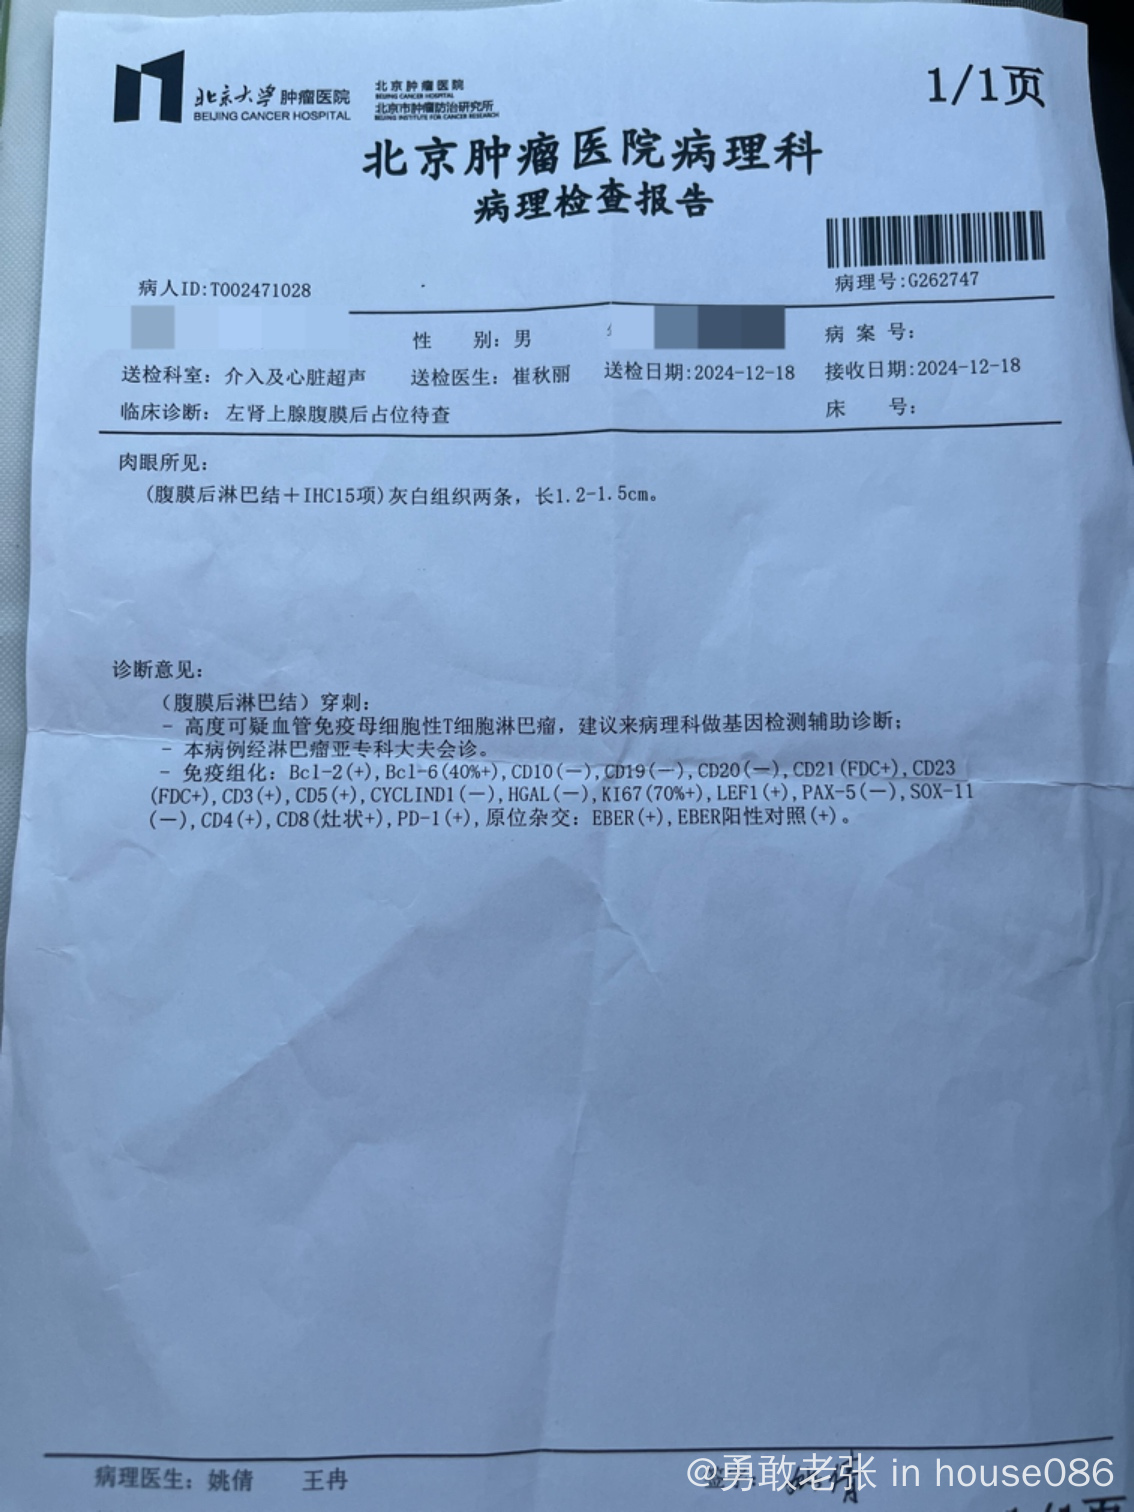 北京大学肿瘤医院
BEIJING CANCER HOSPITAL
北京肿瘤医院
BEIJING CANCER HOSPITAL
北京市肿瘤防治研究所
BEIJING INSTITUTE FOR CANCER RESEARCH
1/1页
北京肿瘤医院病理科
病理检查报告
病人ID:T002471028
病理号:G262747
性 别: 男
病 案 号:
送检科室: 介入及心脏超声 送检医生: 崔秋丽 送检日期:2024-12-18 接收日期:2024-12-18
临床诊断: 左肾上腺腹膜后占位待查 床 号:
肉眼所见:
(腹膜后淋巴结+IHC15项)灰白组织两条，长1.2-1.5cm。
诊断意见:
（腹膜后淋巴结）穿刺:
- 高度可疑血管免疫母细胞性T细胞淋巴瘤，建议来病理科做基因检测辅助诊断;
- 本病例经淋巴瘤亚专科大夫会诊。
- 免疫组化: Bcl-2(+),Bcl-6(40%+),CD10(—),CD19(—),CD20(—),CD21(FDC+),CD23
(FDC+),CD3(+),CD5(+),CYCLIND1(—),HGAL(—),KI67(70%+),LEF1(+),PAX-5(—),SOX-11
(—),CD4(+),CD8(灶状+),PD-1(+),原位杂交: EBER(+),EBER阳性对照(+)。
病理医生: 姚倩 王冉
@勇敢老张 in house086